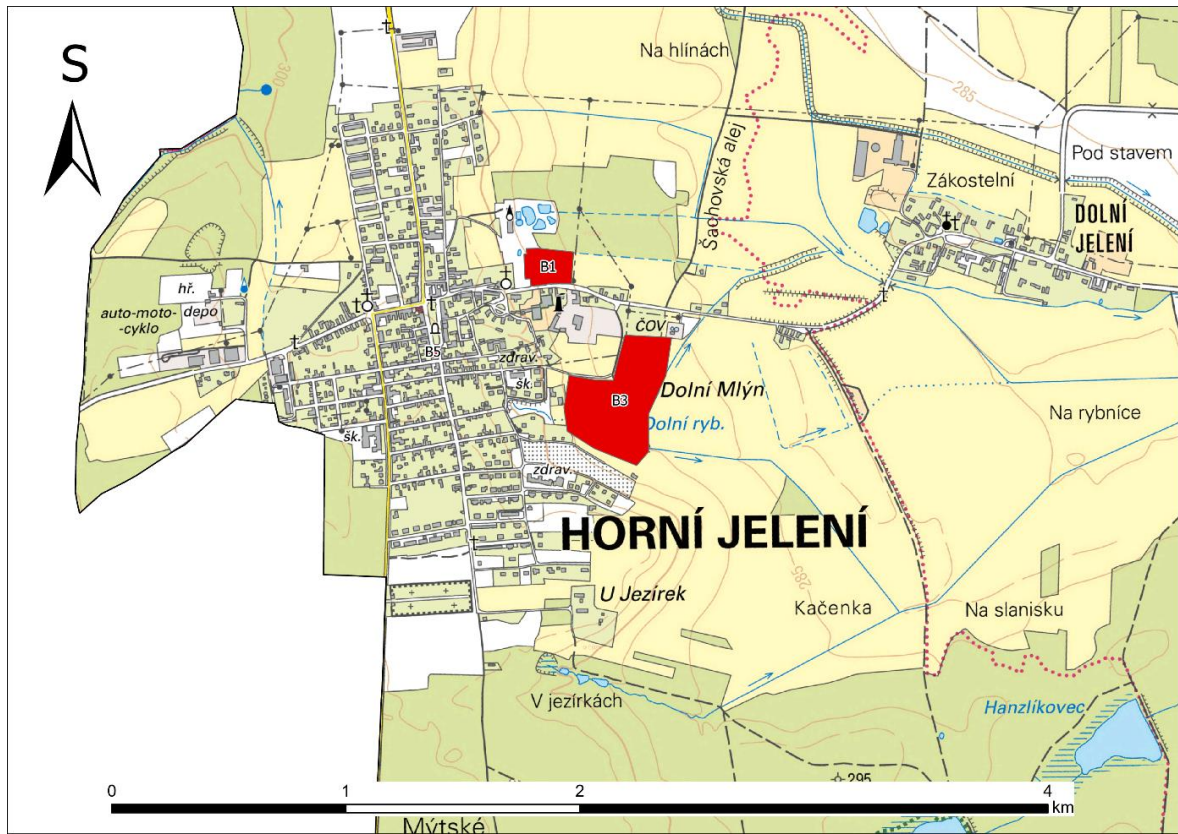 S
Na hlínách
300
285
Šachovská alej
Pod stavem
Zákostelní
DOLNÍ
JELENÍ
B1
hř.
auto-moto-
-cyklo
depo
ČOV
B5
zdrav.
šk.
B3
Dolní Mlýn
Dolní ryb.
Na rybníce
šk.
zdrav.
HORNÍ JELENÍ
285
U Jezírek
Kačenka
Na slanisku
V jezírkách
Hanzlíkovec
295
0
1
2
4
km
Mýtské